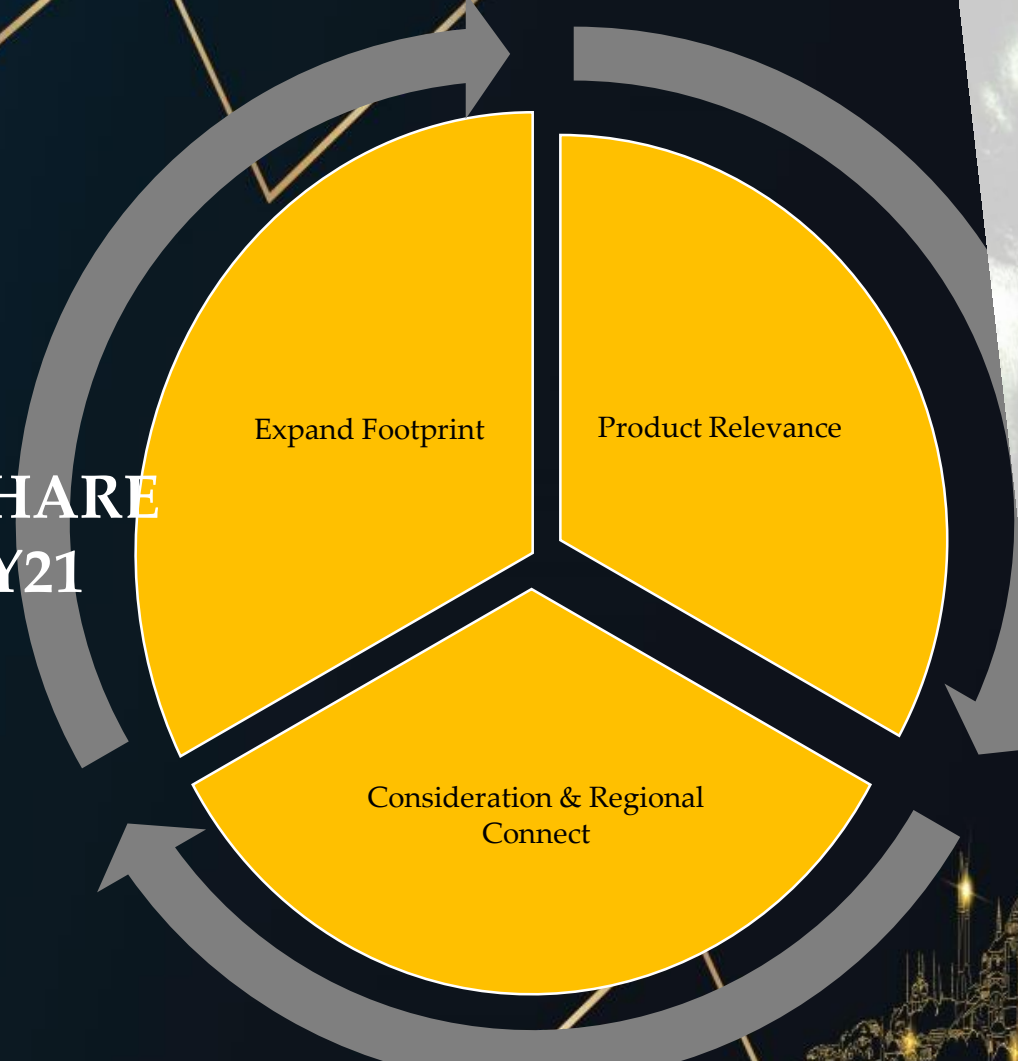 Expand Footprint
Product Relevance
HARE
Y21
Consideration & Regional
Connect